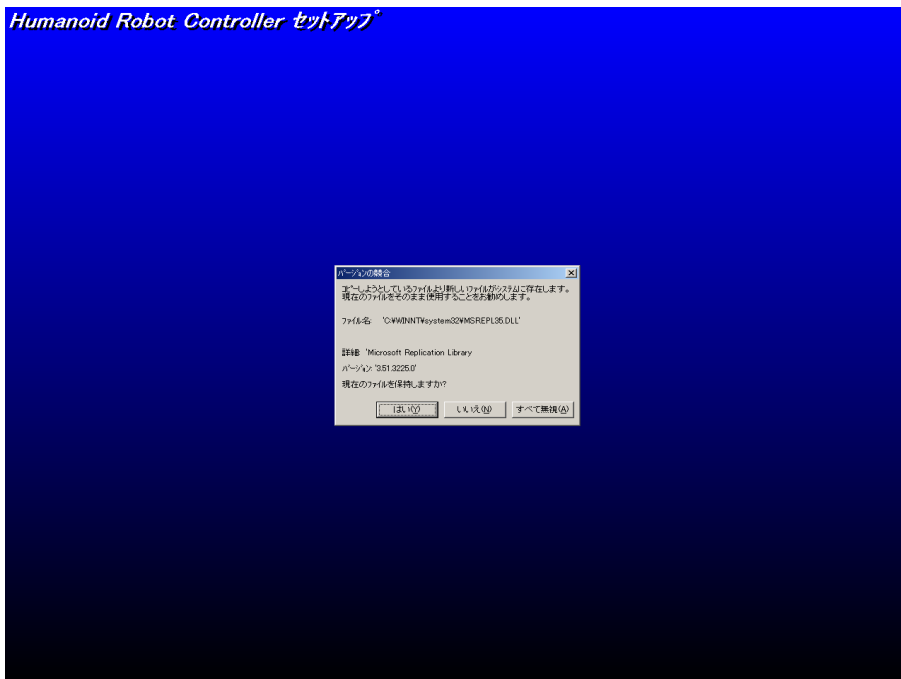 Humanoid Robot Controller ｾｯﾄｱｯﾌﾟ
ﾊﾞｰｼﾞｮﾝの競合
ｺﾋﾟｰしようとしているﾌｧｲﾙより新しいﾌｧｲﾙがｼｽﾃﾑに存在します。
現在のﾌｧｲﾙをそのまま使用することをお勧めします。
ﾌｧｲﾙ名: 'C:¥WINNT¥system32¥MSREPL35.DLL'
詳細: 'Microsoft Replication Library
ﾊﾞｰｼﾞｮﾝ: '3.51.3225.0'
現在のﾌｧｲﾙを保持しますか?
はい(Y)
いいえ(N)
すべて無視(A)